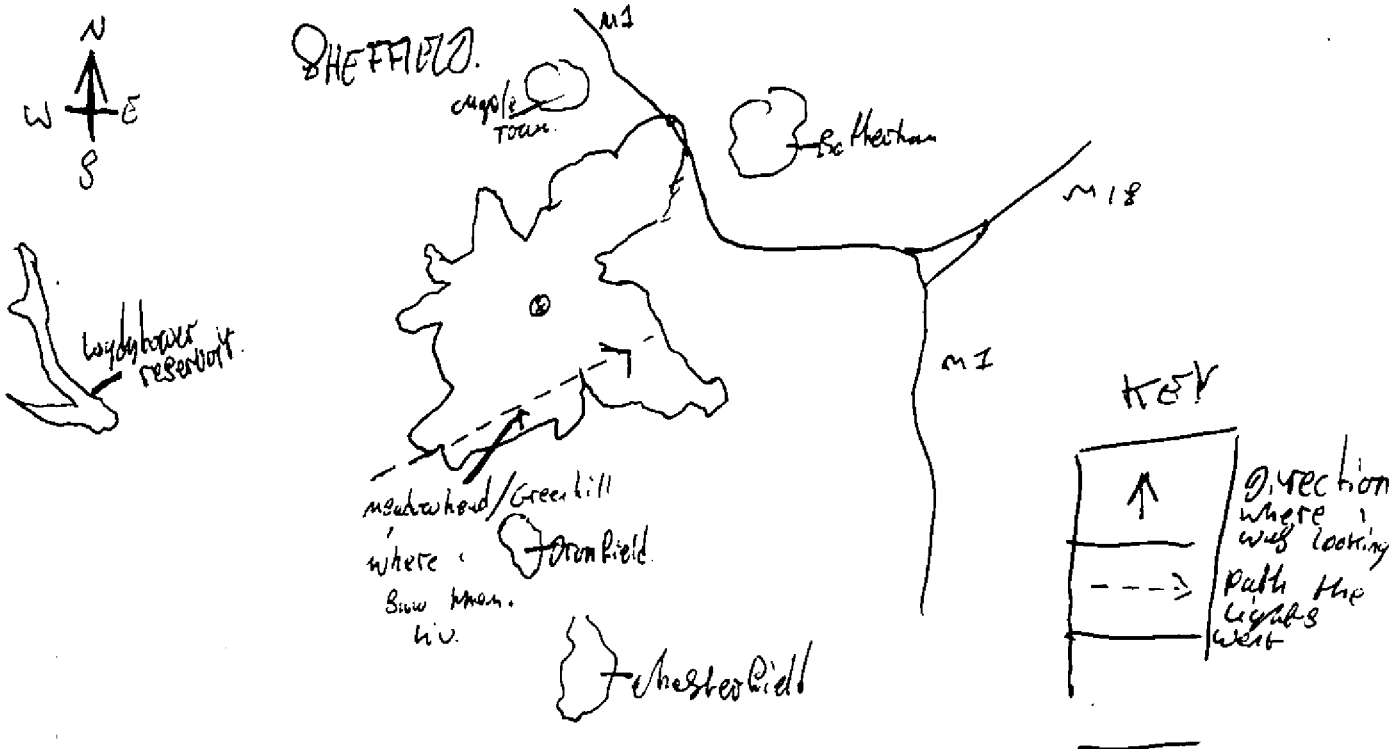 N
W E
S
SHEFFIELD.
M1
Town.
Rotherham
M18
Ladybower
reservoir.
M1
KEY
Direction
where i
was looking
Path the
Lights
went
Meadowhead/Greenhill
where i
saw them.
Dronfield.
Chesterfield